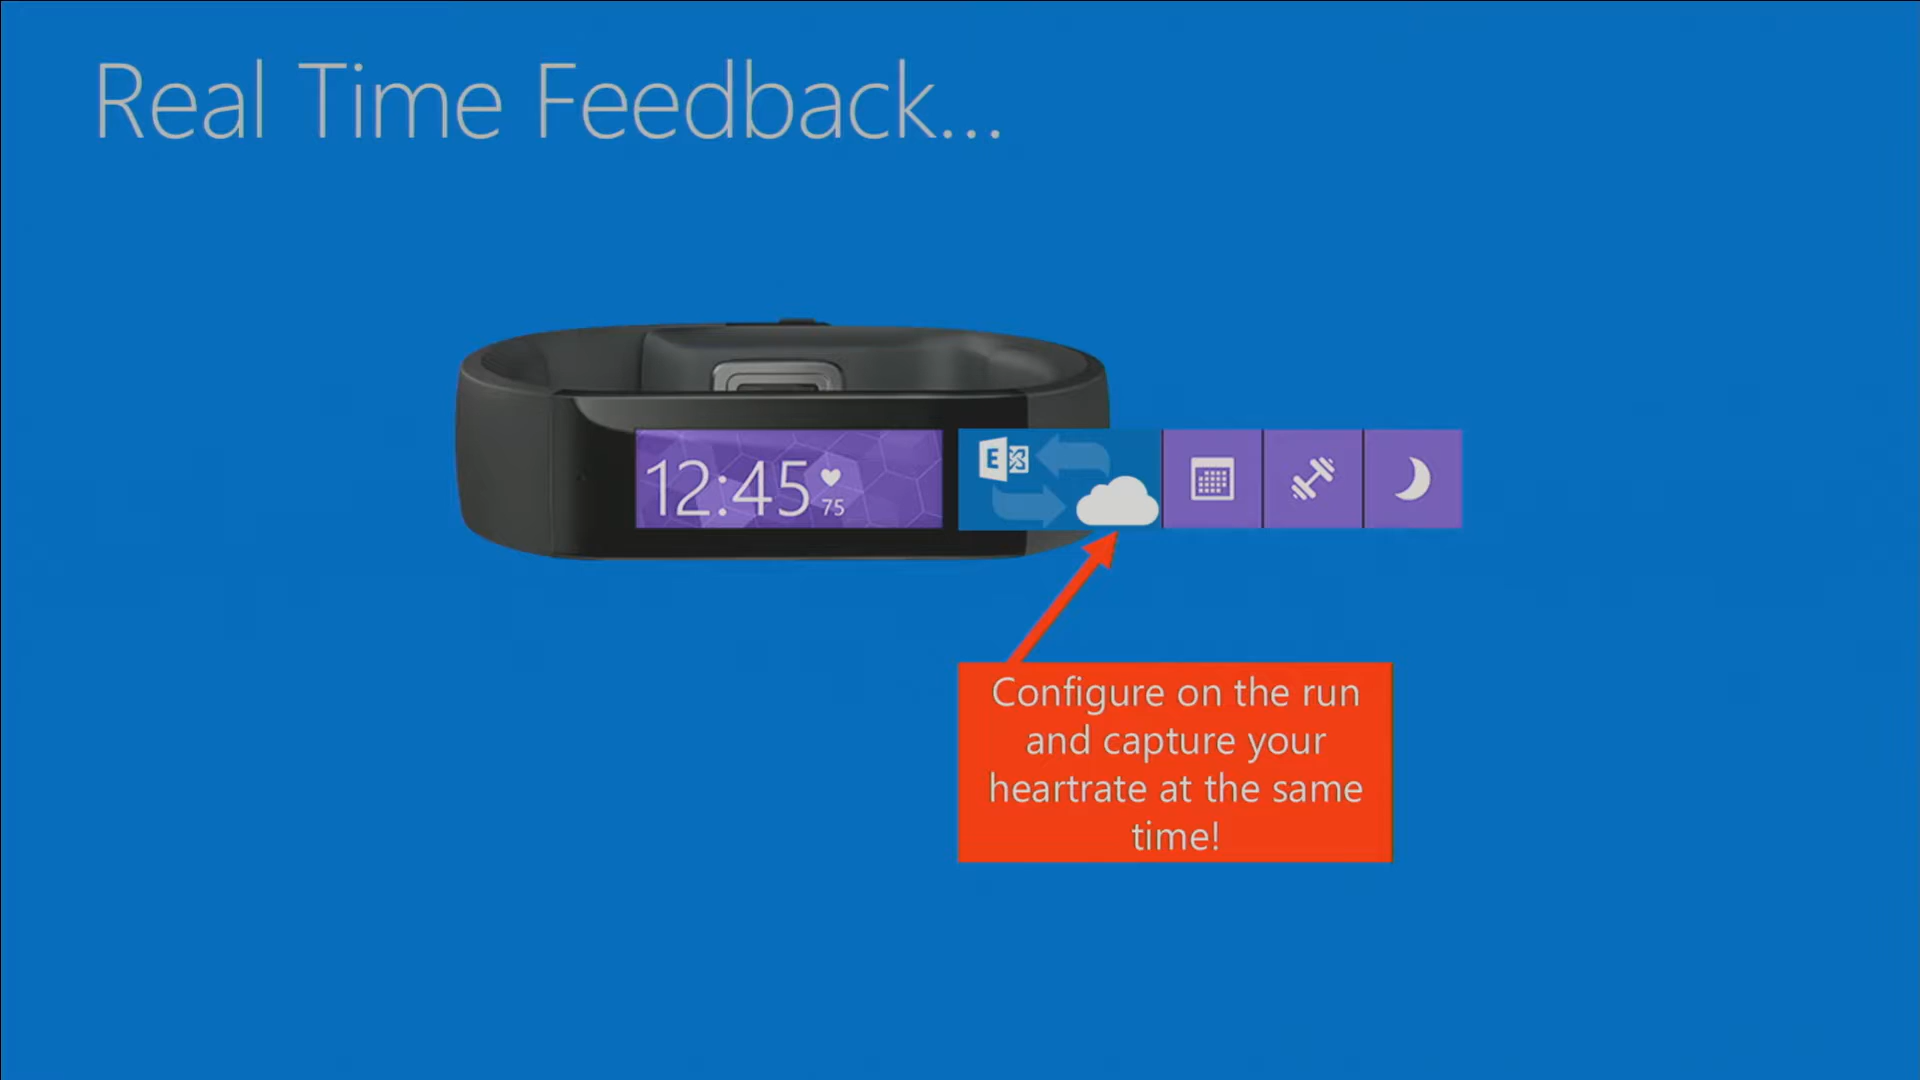 Real Time Feedback...
12:45
75
E
Configure on the run
and capture your
heartrate at the same
time!